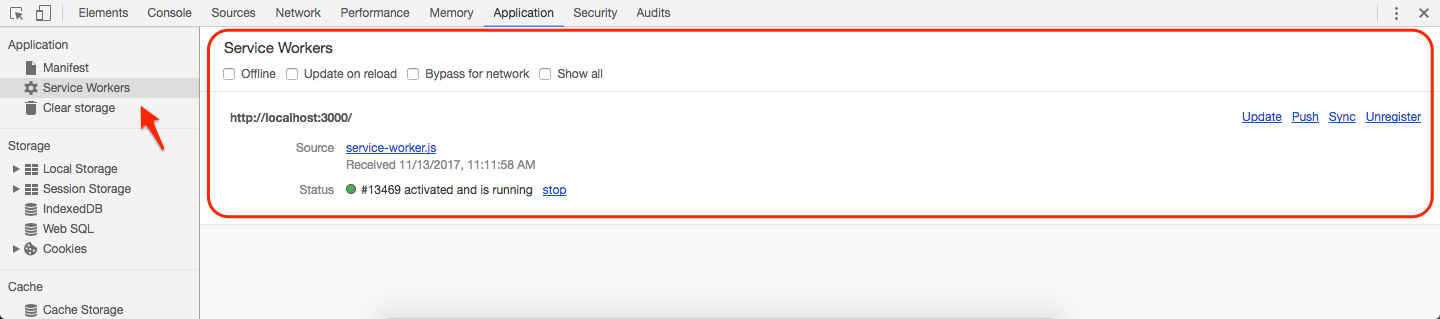 Elements Console Sources Network Performance Memory Application Security Audits
Application
Manifest
Service Workers
Clear storage
Storage
Local Storage
Session Storage
IndexedDB
Web SQL
Cookies
Cache
Cache Storage
Service Workers
Offline Update on reload Bypass for network Show all
http://localhost:3000/ Update Push Sync Unregister
Source service-worker.js
Received 11/13/2017, 11:11:58 AM
Status #13469 activated and is running stop